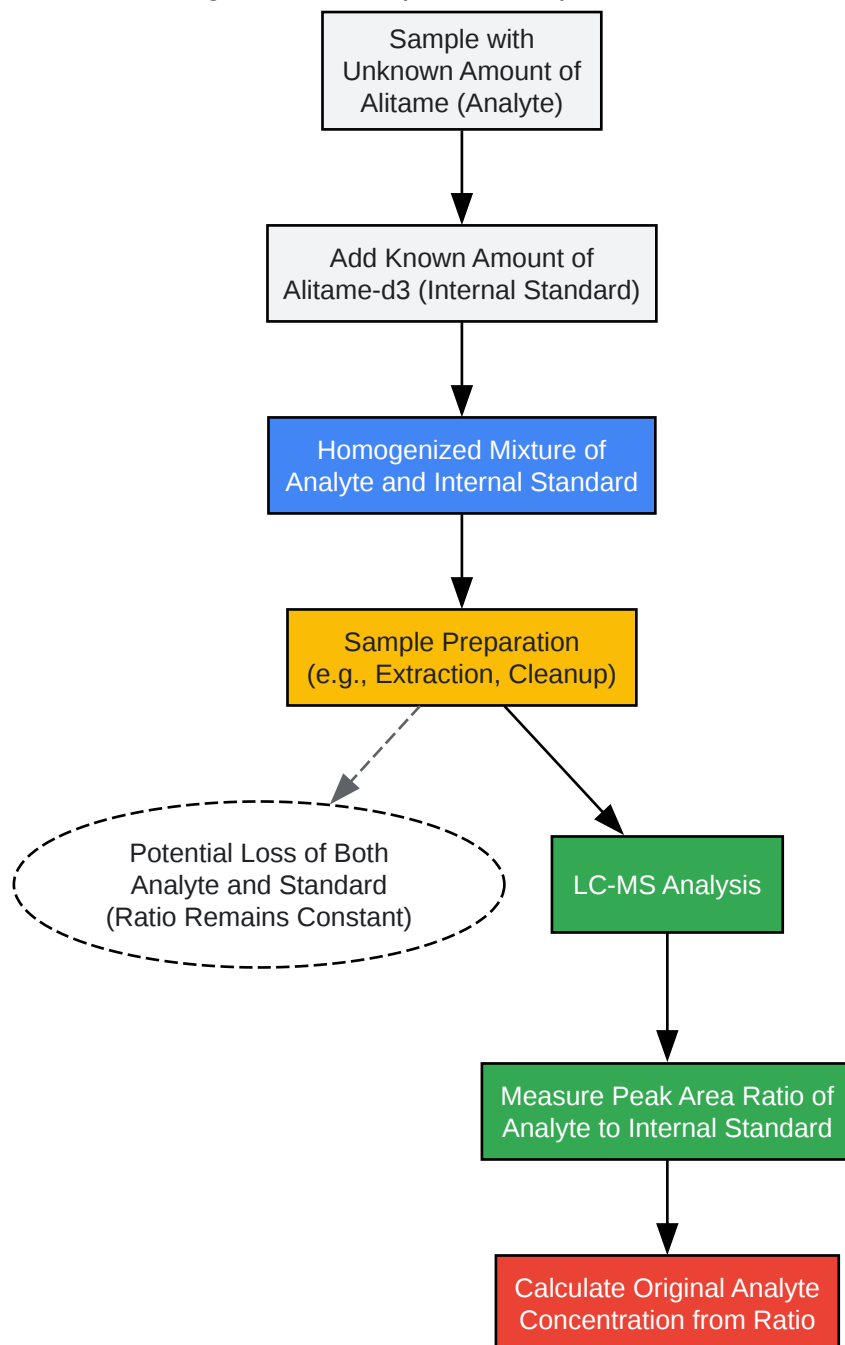 Sample with
Unknown Amount of
Alitame (Analyte)
Add Known Amount of
Alitame-d3 (Internal Standard)
Homogenized Mixture of
Analyte and Internal Standard
Sample Preparation
(e.g., Extraction, Cleanup)
Potential Loss of Both
Analyte and Standard
(Ratio Remains Constant)
LC-MS Analysis
Measure Peak Area Ratio of
Analyte to Internal Standard
Calculate Original Analyte
Concentration from Ratio